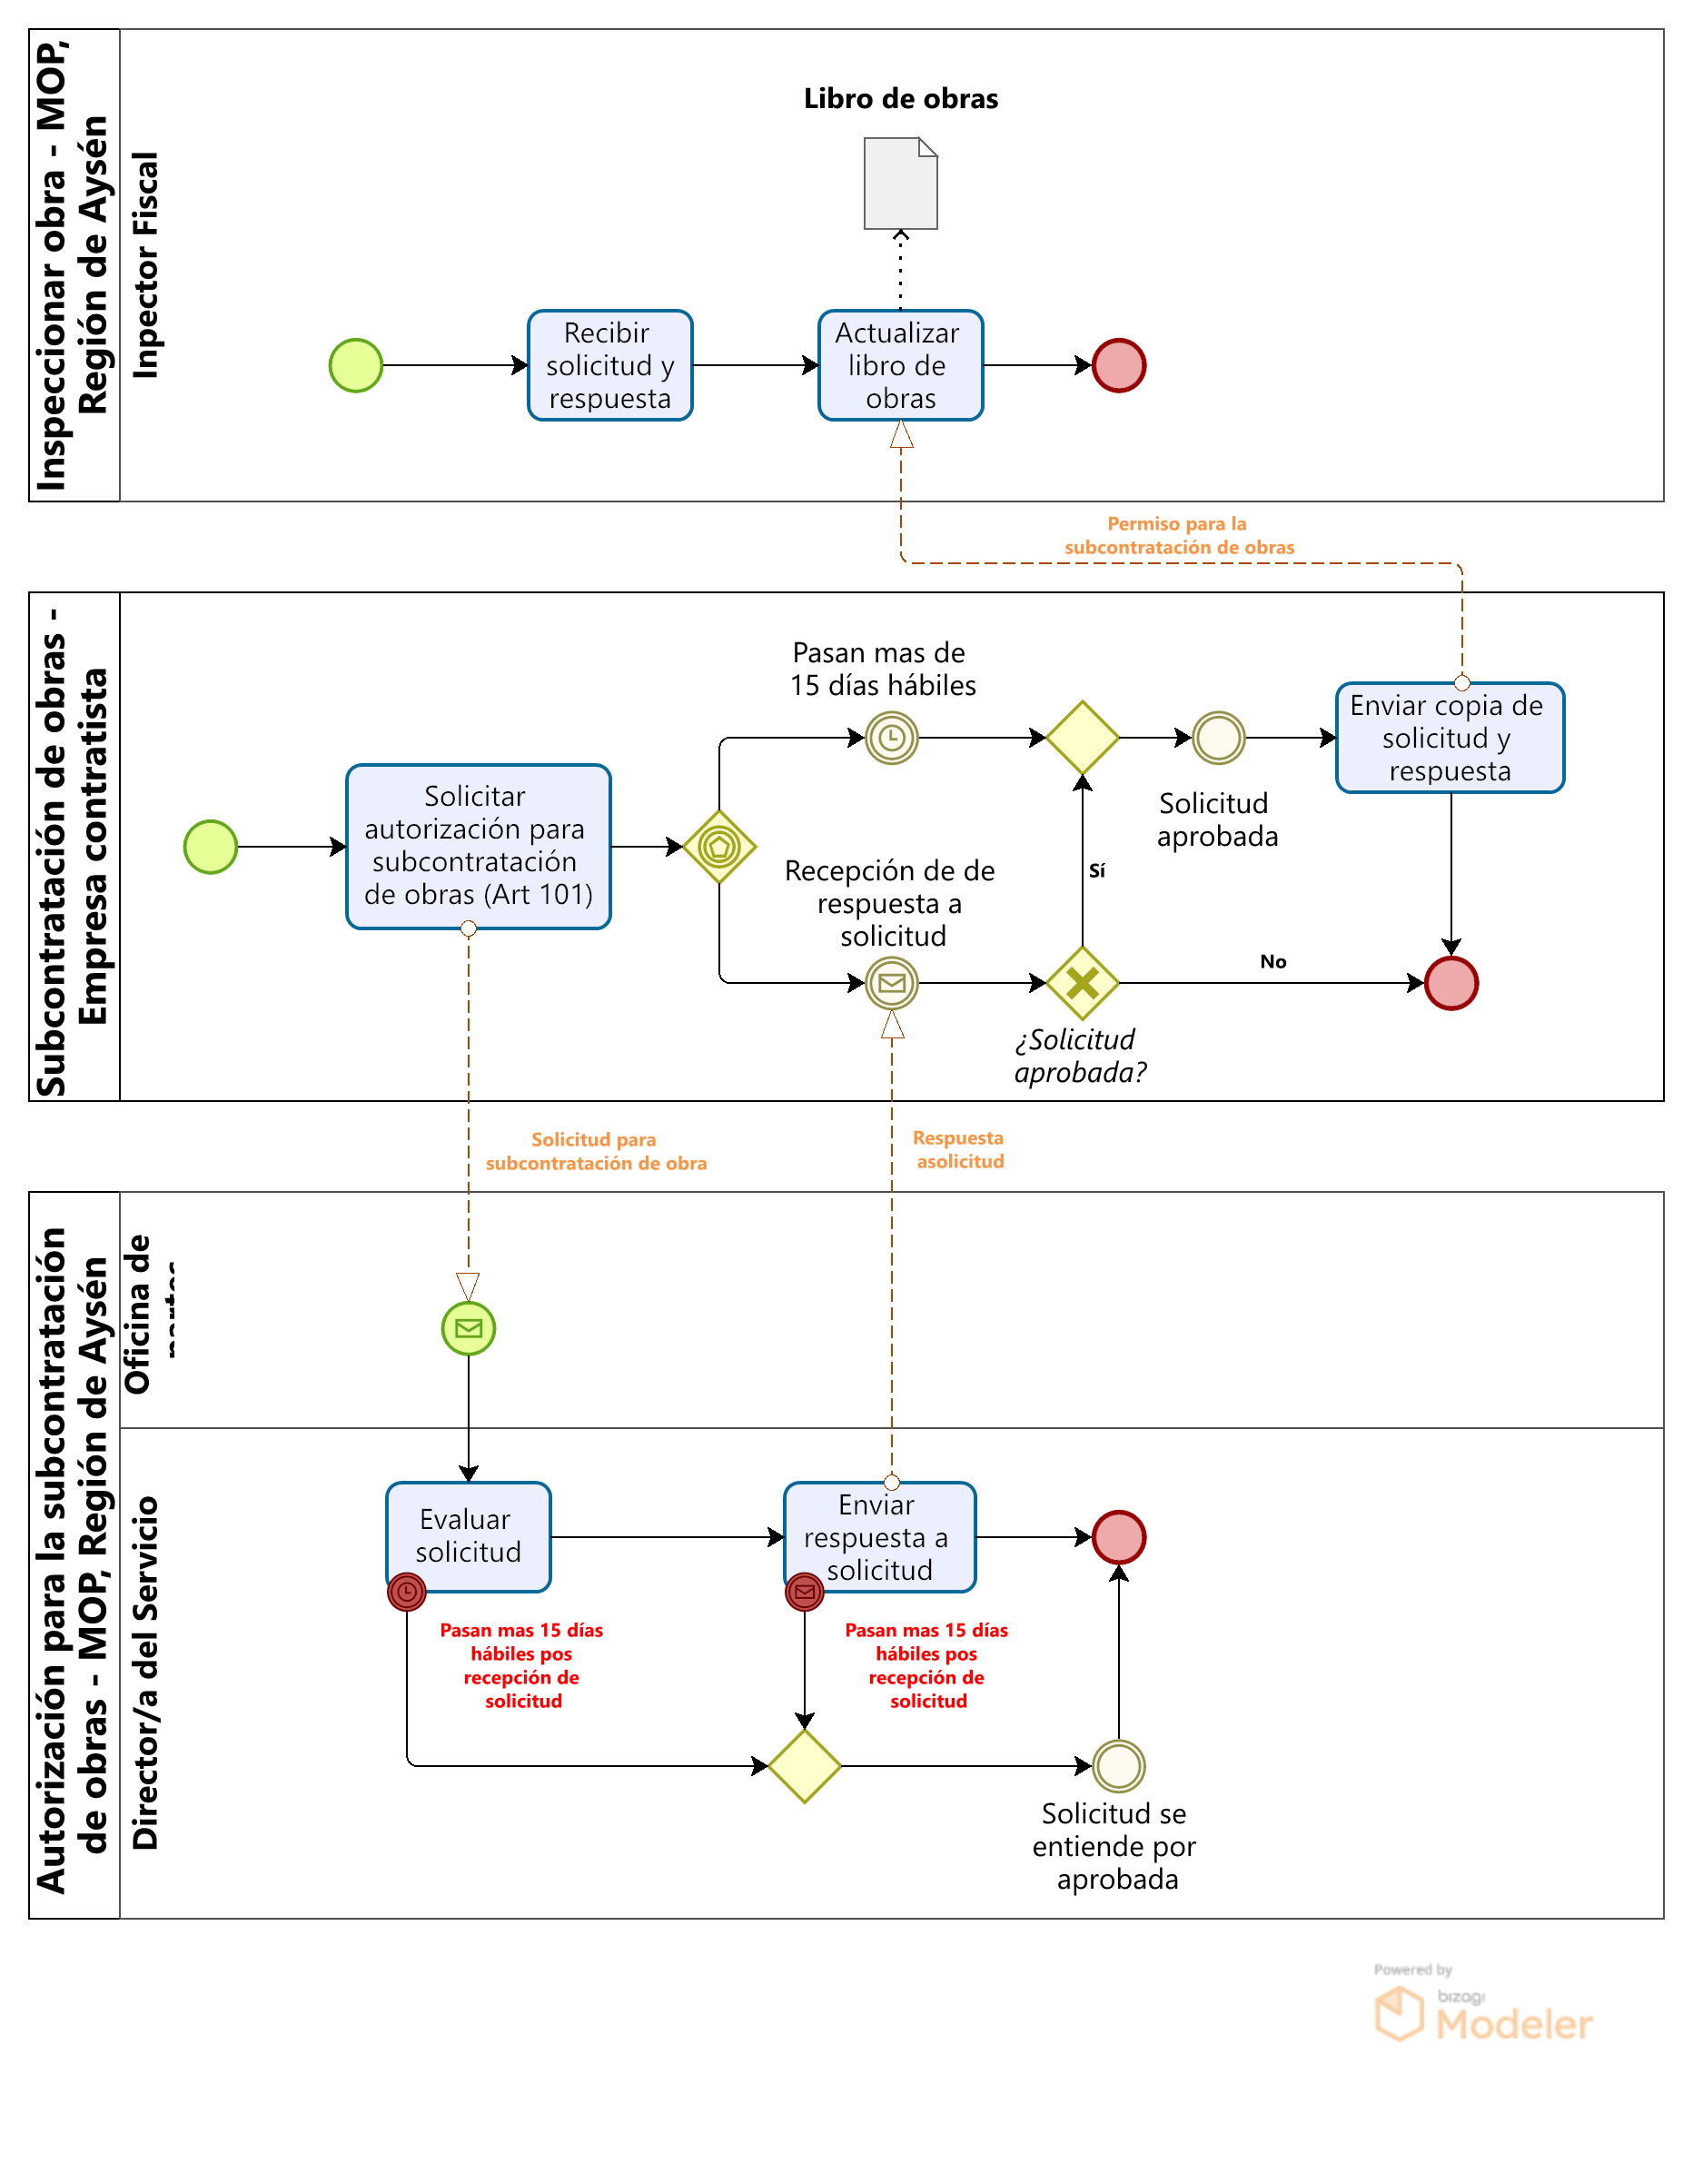 Inspeccionar obra - MOP,
Región de Aysén
Inpector Fiscal
Libro de obras
Recibir
solicitud y
respuesta
Actualizar
libro de
obras
Permiso para la
subcontratación de obras
Subcontratación de obras -
Empresa contratista
Pasan mas de
15 días hábiles
Enviar copia de
solicitud y
respuesta
Solicitar
autorización para
subcontratación
de obras (Art 101)
Solicitud
aprobada
Recepción de de
respuesta a
solicitud
Sí
No
¿Solicitud
aprobada?
Solicitud para
subcontratación de obra
Respuesta
asolicitud
Autorización para la subcontratación
de obras - MOP, Región de Aysén
Oficina de
Director/a del Servicio
Evaluar
solicitud
Enviar
respuesta a
solicitud
Pasan mas 15 días
hábiles pos
recepción de
solicitud
Pasan mas 15 días
hábiles pos
recepción de
solicitud
Solicitud se
entiende por
aprobada
Powered by
bizagi
Modeler